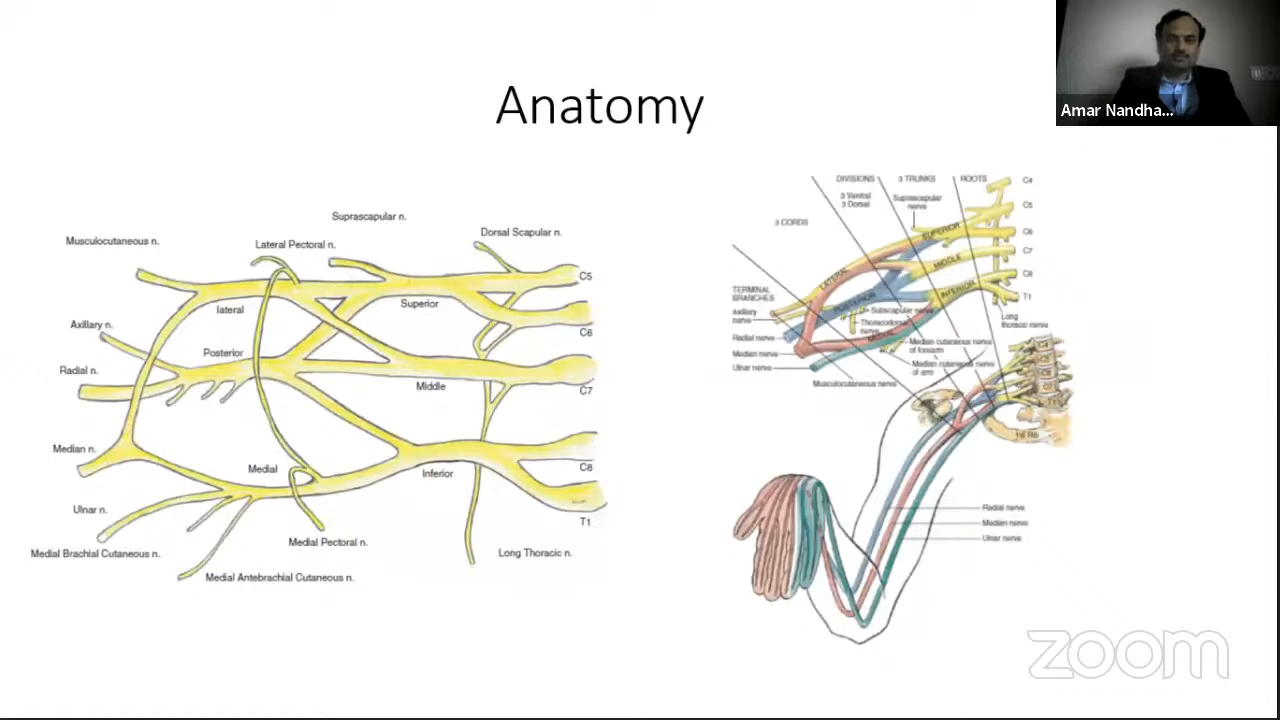 Anatomy
Amar Nandha...
Suprascapular n.
Musculocutaneous n.
Lateral Pectoral n.
Dorsal Scapular n.
C5
lateral
Superior
C6
Axillary n.
Posterior
Radial n.
Middle
C7
Median n.
Medial
Inferior
C8
Ulnar n.
T1
Medial Pectoral n.
Medial Brachial Cutaneous n.
Long Thoracic n.
Medial Antebrachial Cutaneous n.
DIVISIONS
3 TRUNKS
ROOTS
C4
3 Ventral
3 Dorsal
Suprascapular
nerve
C5
3 CORDS
SUPERIOR
C6
C7
MIDDLE
LATERAL
C8
TERMINAL
BRANCHES
POSTERIOR
INFERIOR
T1
Axillary
nerve
Subscapular nerve
Thoracodorsal
nerve
Long
thoracic nerve
Radial nerve
Median cutaneous nerve
of forearm
Median nerve
Ulnar nerve
Median cutaneous nerve
of arm
Musculocutaneous nerve
Radial nerve
Median nerve
Ulnar nerve
zoom